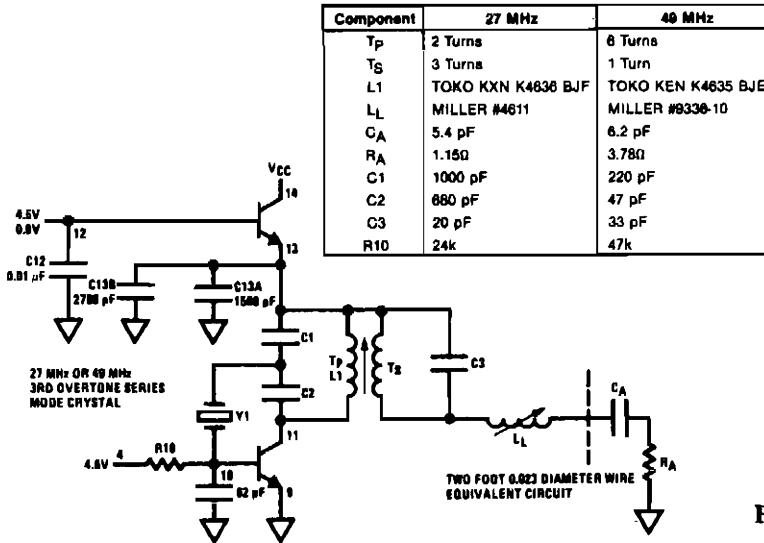 Component 27 MHz 49 MHz
TP 2 Turns 6 Turns
TS 3 Turns 1 Turn
L1 TOKO KXN K4636 BJF TOKO KEN K4635 BJE
LL MILLER #4611 MILLER #9336-10
CA 5.4 pF 6.2 pF
RA 1.15Ω 3.78Ω
C1 1000 pF 220 pF
C2 680 pF 47 pF
C3 20 pF 33 pF
R10 24k 47k
VCC
14
4.6V
0.9V
12
13
C12
0.01 µF
C13B
2700 pF
C13A
1500 pF
C1
TP
L1
TS
C3
27 MHz OR 49 MHz
3RD OVERTONE SERIES
MODE CRYSTAL
C2
CA
Y1
11
LL
4
4.6V
R10
10
RA
62 pF
9
TWO FOOT 0.023 DIAMETER WIRE
EQUIVALENT CIRCUIT